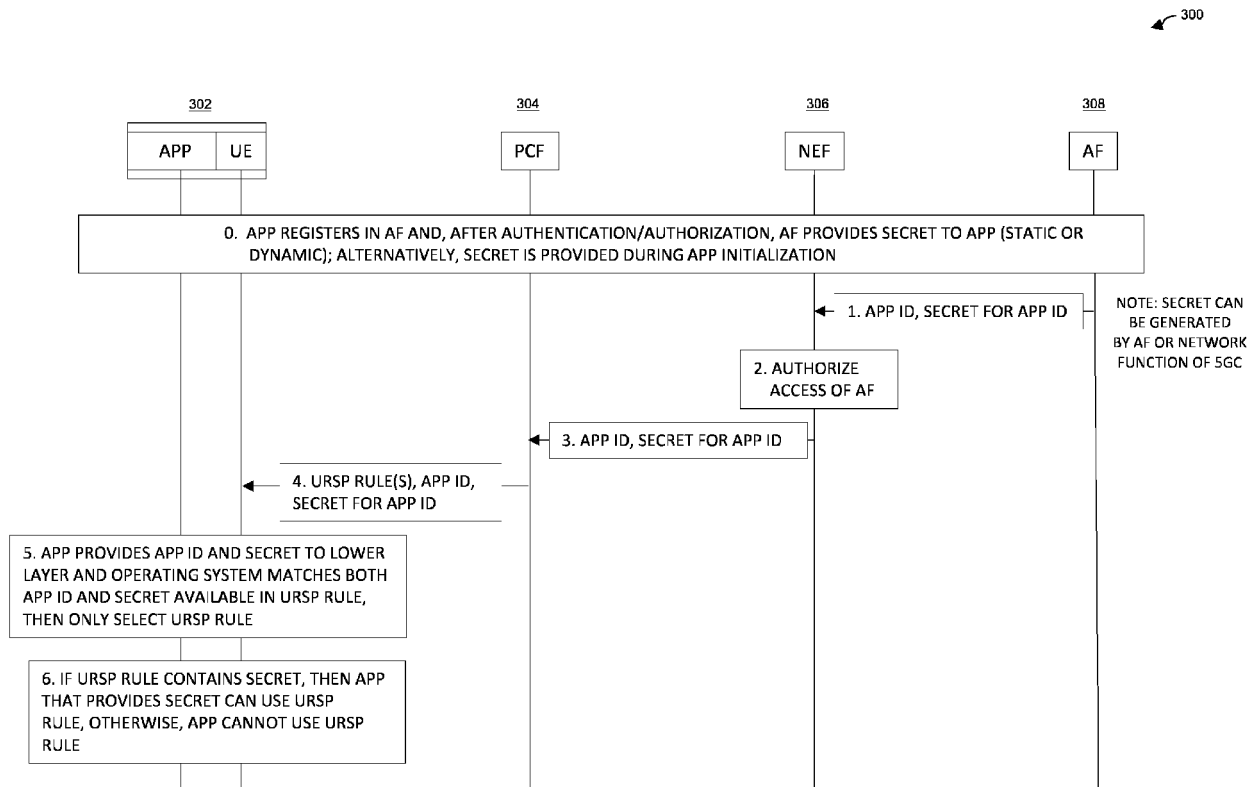 300
302
304
306
308
APP
UE
PCF
NEF
AF
0. APP REGISTERS IN AF AND, AFTER AUTHENTICATION/AUTHORIZATION, AF PROVIDES SECRET TO APP (STATIC OR
DYNAMIC); ALTERNATIVELY, SECRET IS PROVIDED DURING APP INITIALIZATION
1. APP ID, SECRET FOR APP ID
NOTE: SECRET CAN
BE GENERATED
BY AF OR NETWORK
FUNCTION OF 5GC
2. AUTHORIZE
ACCESS OF AF
3. APP ID, SECRET FOR APP ID
4. URSP RULE(S), APP ID,
SECRET FOR APP ID
5. APP PROVIDES APP ID AND SECRET TO LOWER
LAYER AND OPERATING SYSTEM MATCHES BOTH
APP ID AND SECRET AVAILABLE IN URSP RULE,
THEN ONLY SELECT URSP RULE
6. IF URSP RULE CONTAINS SECRET, THEN APP
THAT PROVIDES SECRET CAN USE URSP
RULE, OTHERWISE, APP CANNOT USE URSP
RULE